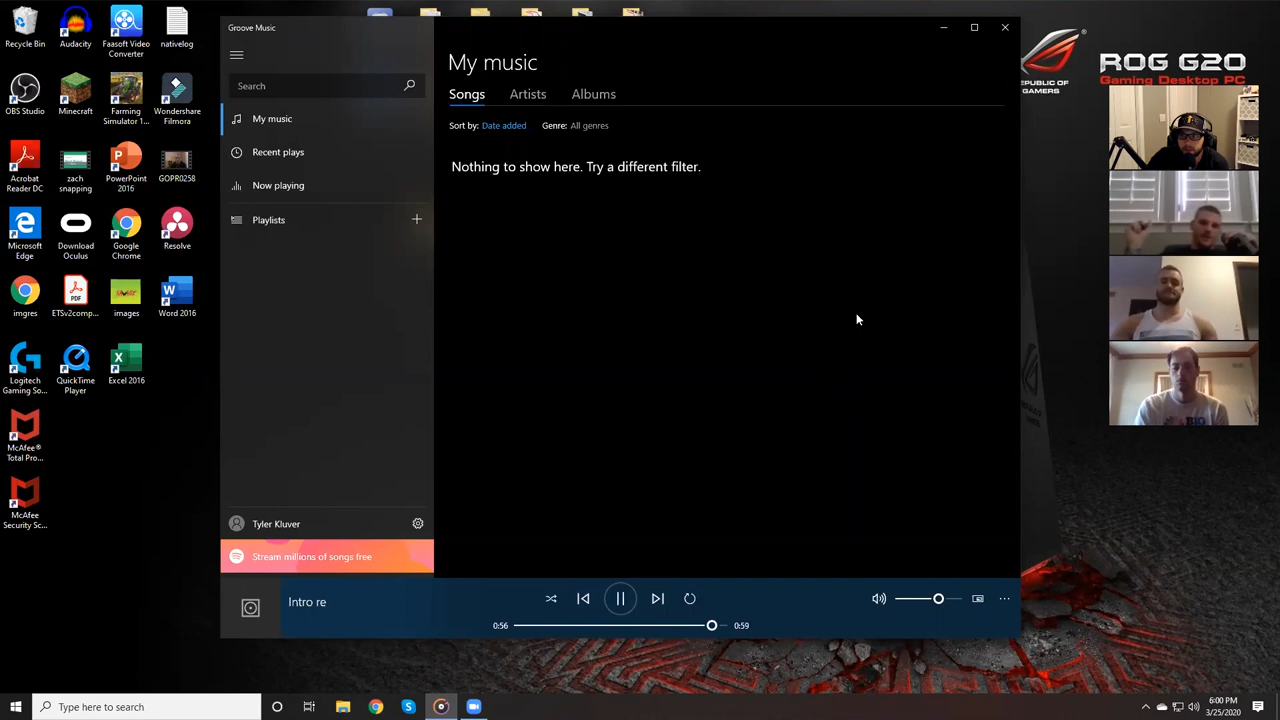 Recycle Bin
Audacity
Faasoft Video
Converter
nativelog
OBS Studio
Minecraft
Farming
Simulator 1...
Wondershare
Filmora
Acrobat
Reader DC
zach
snapping
PowerPoint
2016
GOPR0258
Microsoft
Edge
Download
Oculus
Google
Chrome
Resolve
imgres
PDF
ETSv2comp...
images
Word 2016
Logitech
Gaming So...
QuickTime
Player
Excel 2016
McAfee®
Total Pro...
McAfee
Security Sc...
Groove Music
Search
My music
Recent plays
Now playing
Playlists
Tyler Kluver
Stream millions of songs free
My music
Songs Artists Albums
Sort by: Date added Genre: All genres
Nothing to show here. Try a different filter.
Intro re
0:56
0:59
REPUBLIC OF
GAMERS
ROG G20
Gaming Desktop PC
Type here to search
6:00 PM
3/25/2020